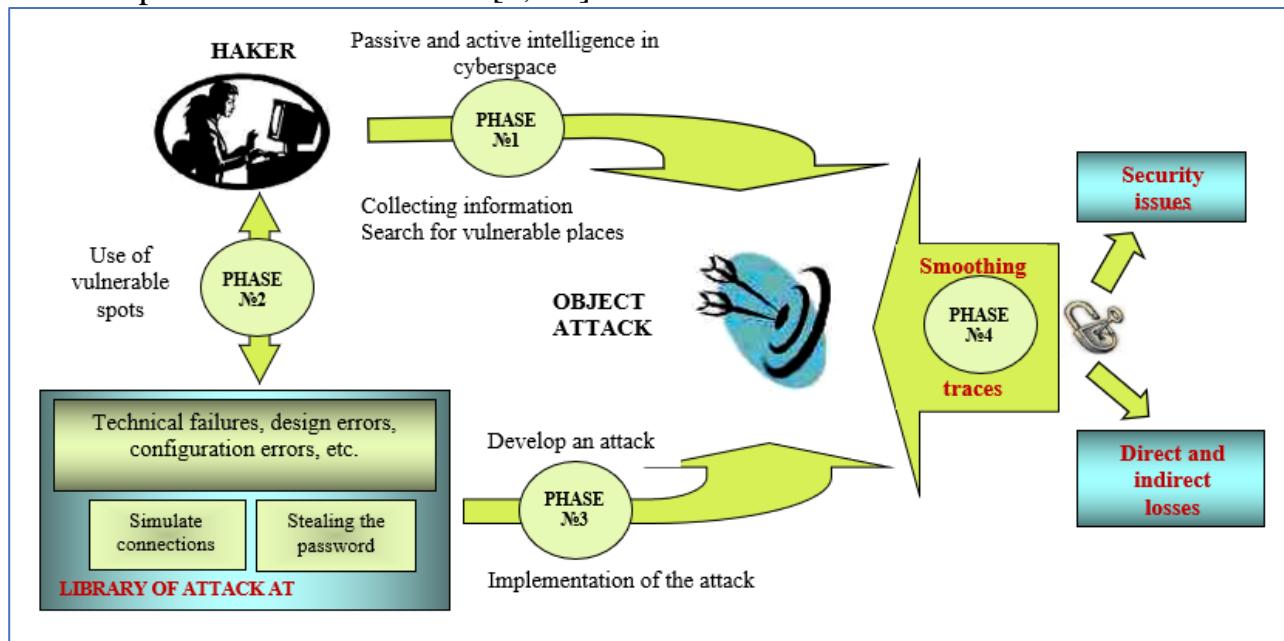 HAKER
Passive and active intelligence in
cyberspace
PHASE
№1
Collecting information
Search for vulnerable places
Use of
vulnerable
spots
PHASE
№2
OBJECT
ATTACK
Smoothing
PHASE
№4
traces
Security
issues
Direct and
indirect
losses
Technical failures, design errors,
configuration errors, etc.
Simulate
connections
Stealing the
password
LIBRARY OF ATTACK AT
Develop an attack
PHASE
№3
Implementation of the attack